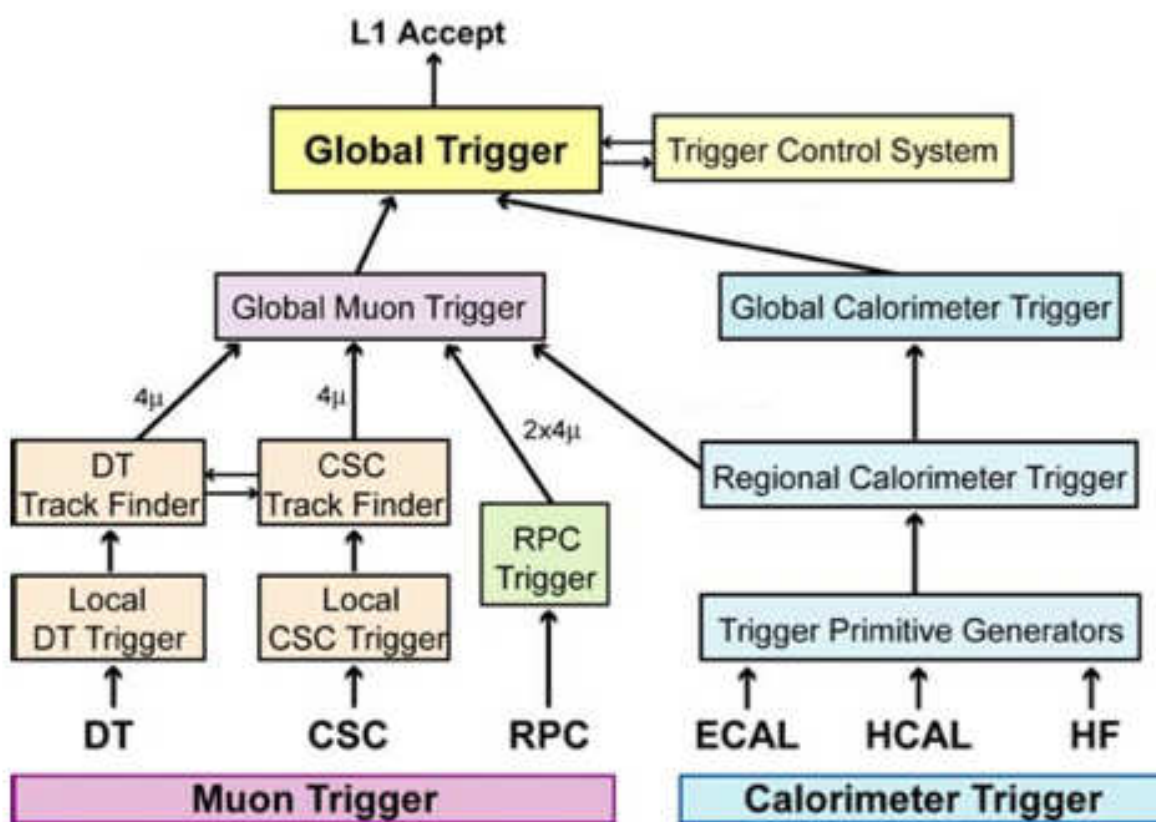 L1 Accept
Global Trigger
Trigger Control System
Global Muon Trigger
Global Calorimeter Trigger
4μ
4μ
2x4μ
DT
Track Finder
CSC
Track Finder
Regional Calorimeter Trigger
RPC
Trigger
Local
DT Trigger
Local
CSC Trigger
Trigger Primitive Generators
DT
CSC
RPC
ECAL
HCAL
HF
Muon Trigger
Calorimeter Trigger